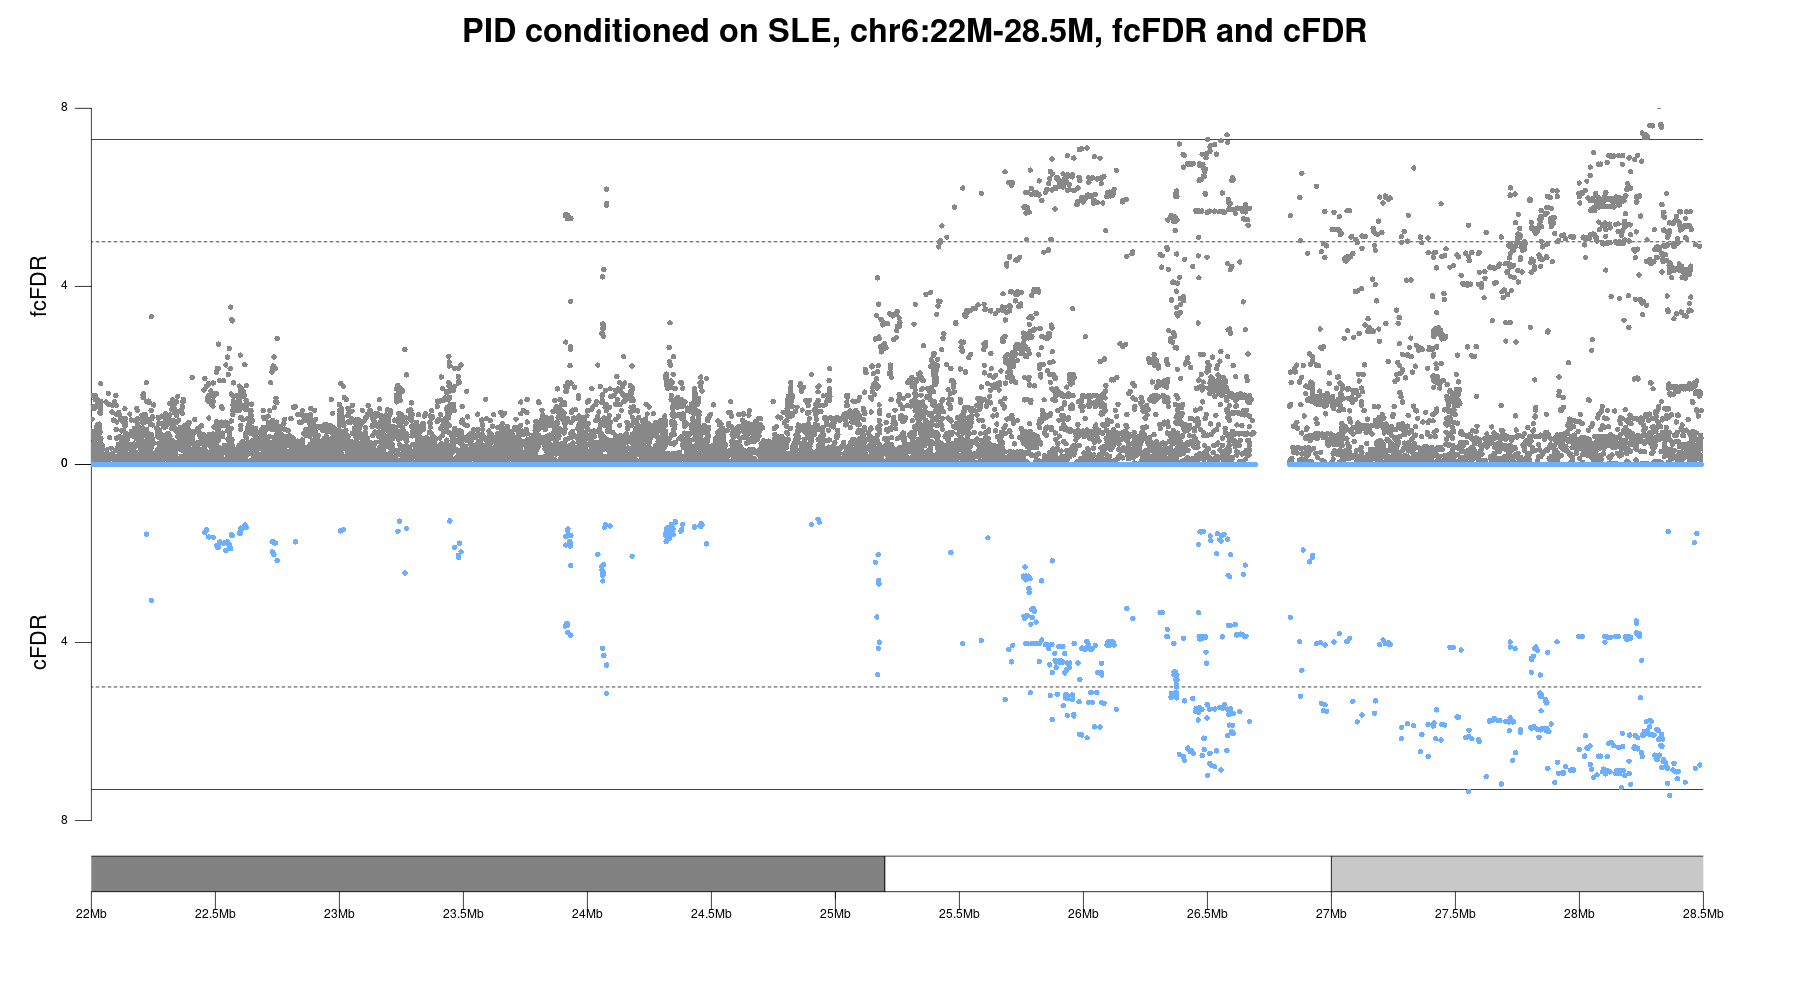 PID conditioned on SLE, chr6:22M-28.5M, fcFDR and cFDR
8
4
0
fcFDR
4
8
cFDR
22Mb 22.5Mb 23Mb 23.5Mb 24Mb 24.5Mb 25Mb 25.5Mb 26Mb 26.5Mb 27Mb 27.5Mb 28Mb 28.5Mb